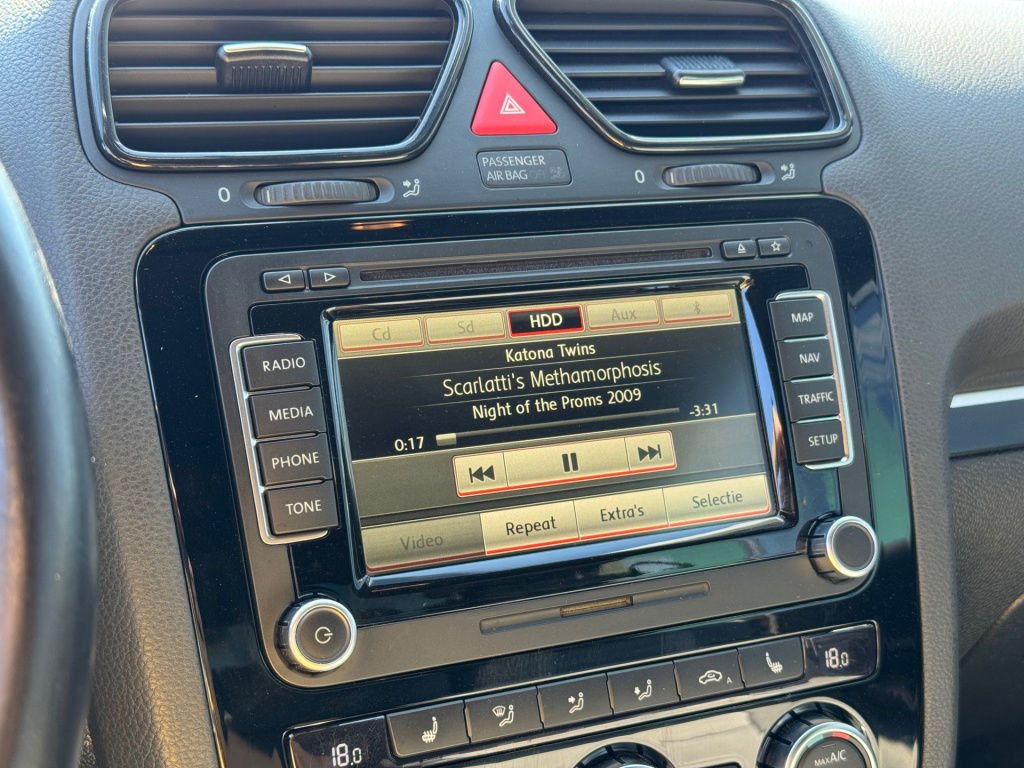 0
PASSENGER
AIR BAG OFF
0
Cd Sd HDD Aux
Katona Twins
Scarlatti's Methamorphosis
Night of the Proms 2009
0:17 -3:31
Video Repeat Extra's Selectie
RADIO
MEDIA
PHONE
TONE
MAP
NAV
TRAFFIC
SETUP
18.0
A
18.0
MAX A/C